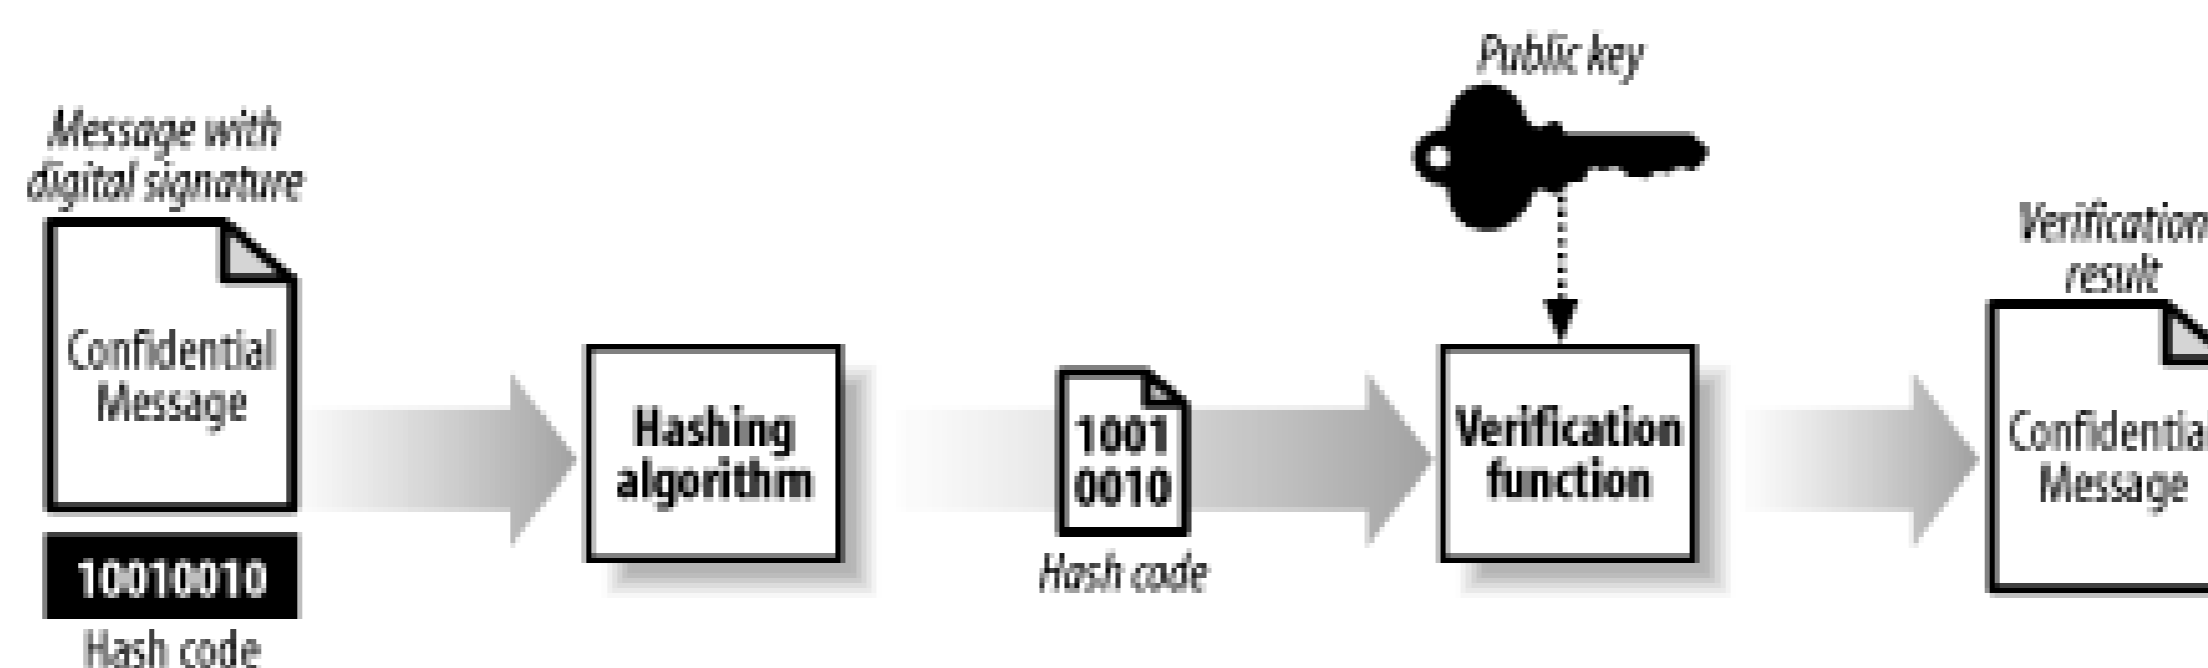 Message with
digital signature
Confidential
Message
10010010
Hash code
Hashing
algorithm
1001
0010
Hash code
Public key
Verification
function
Verification
result
Confidential
Message